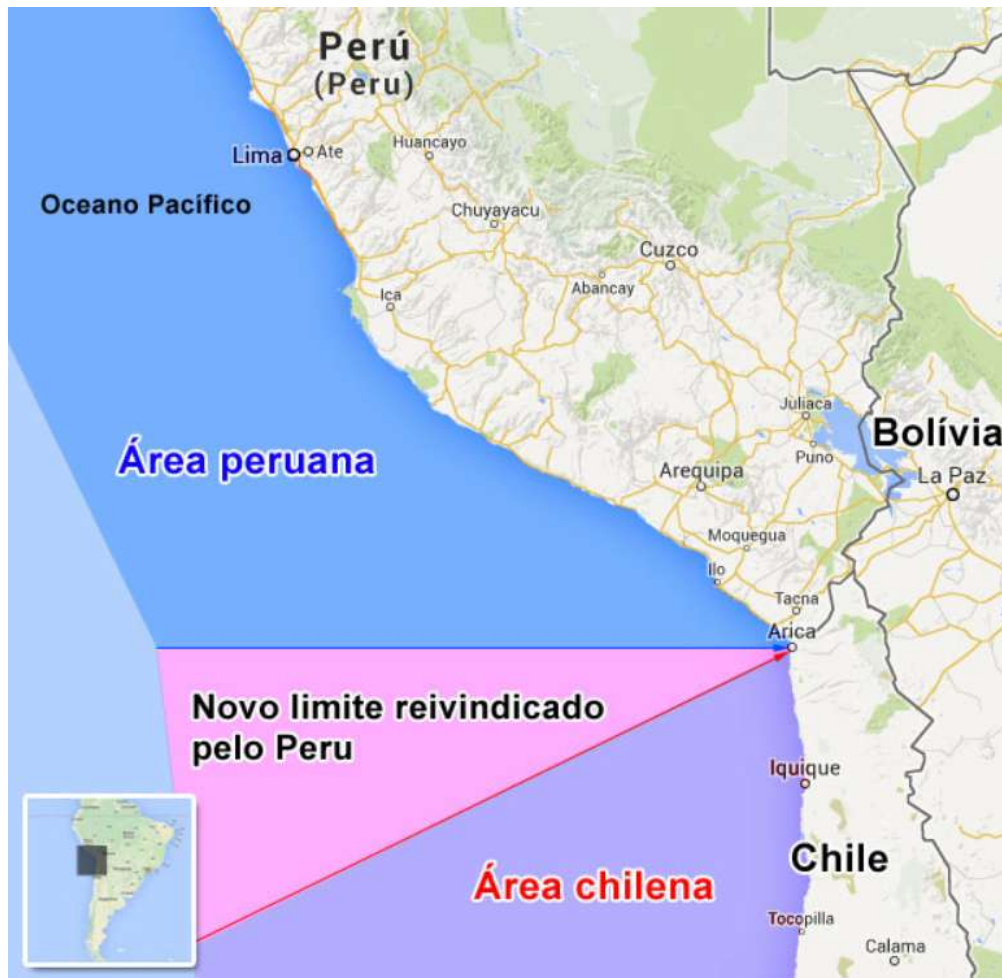 Perú
(Peru)
Lima
Ate
Huancayo
Oceano Pacífico
Chuyayacu
Cuzco
Abancay
Ica
Juliaca
Bolívia
Área peruana
Puno
Arequipa
La Paz
Moquegua
Ilo
Tacna
Arica
Novo limite reivindicado
pelo Peru
Iquique
Chile
Área chilena
Tocopilla
Calama